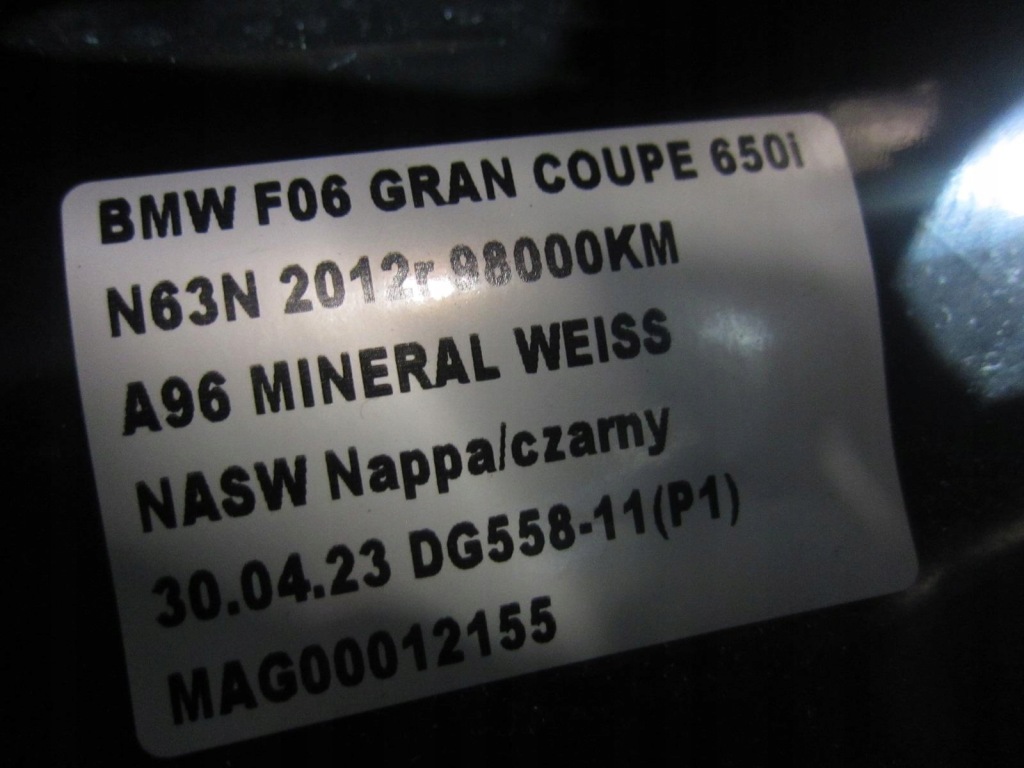 BMW F06 GRAN COUPE 650i
N63N 2012r 98000KM
A96 MINERAL WEISS
NASW Nappa/czarny
30.04.23 DG558-11(P1)
MAG00012155